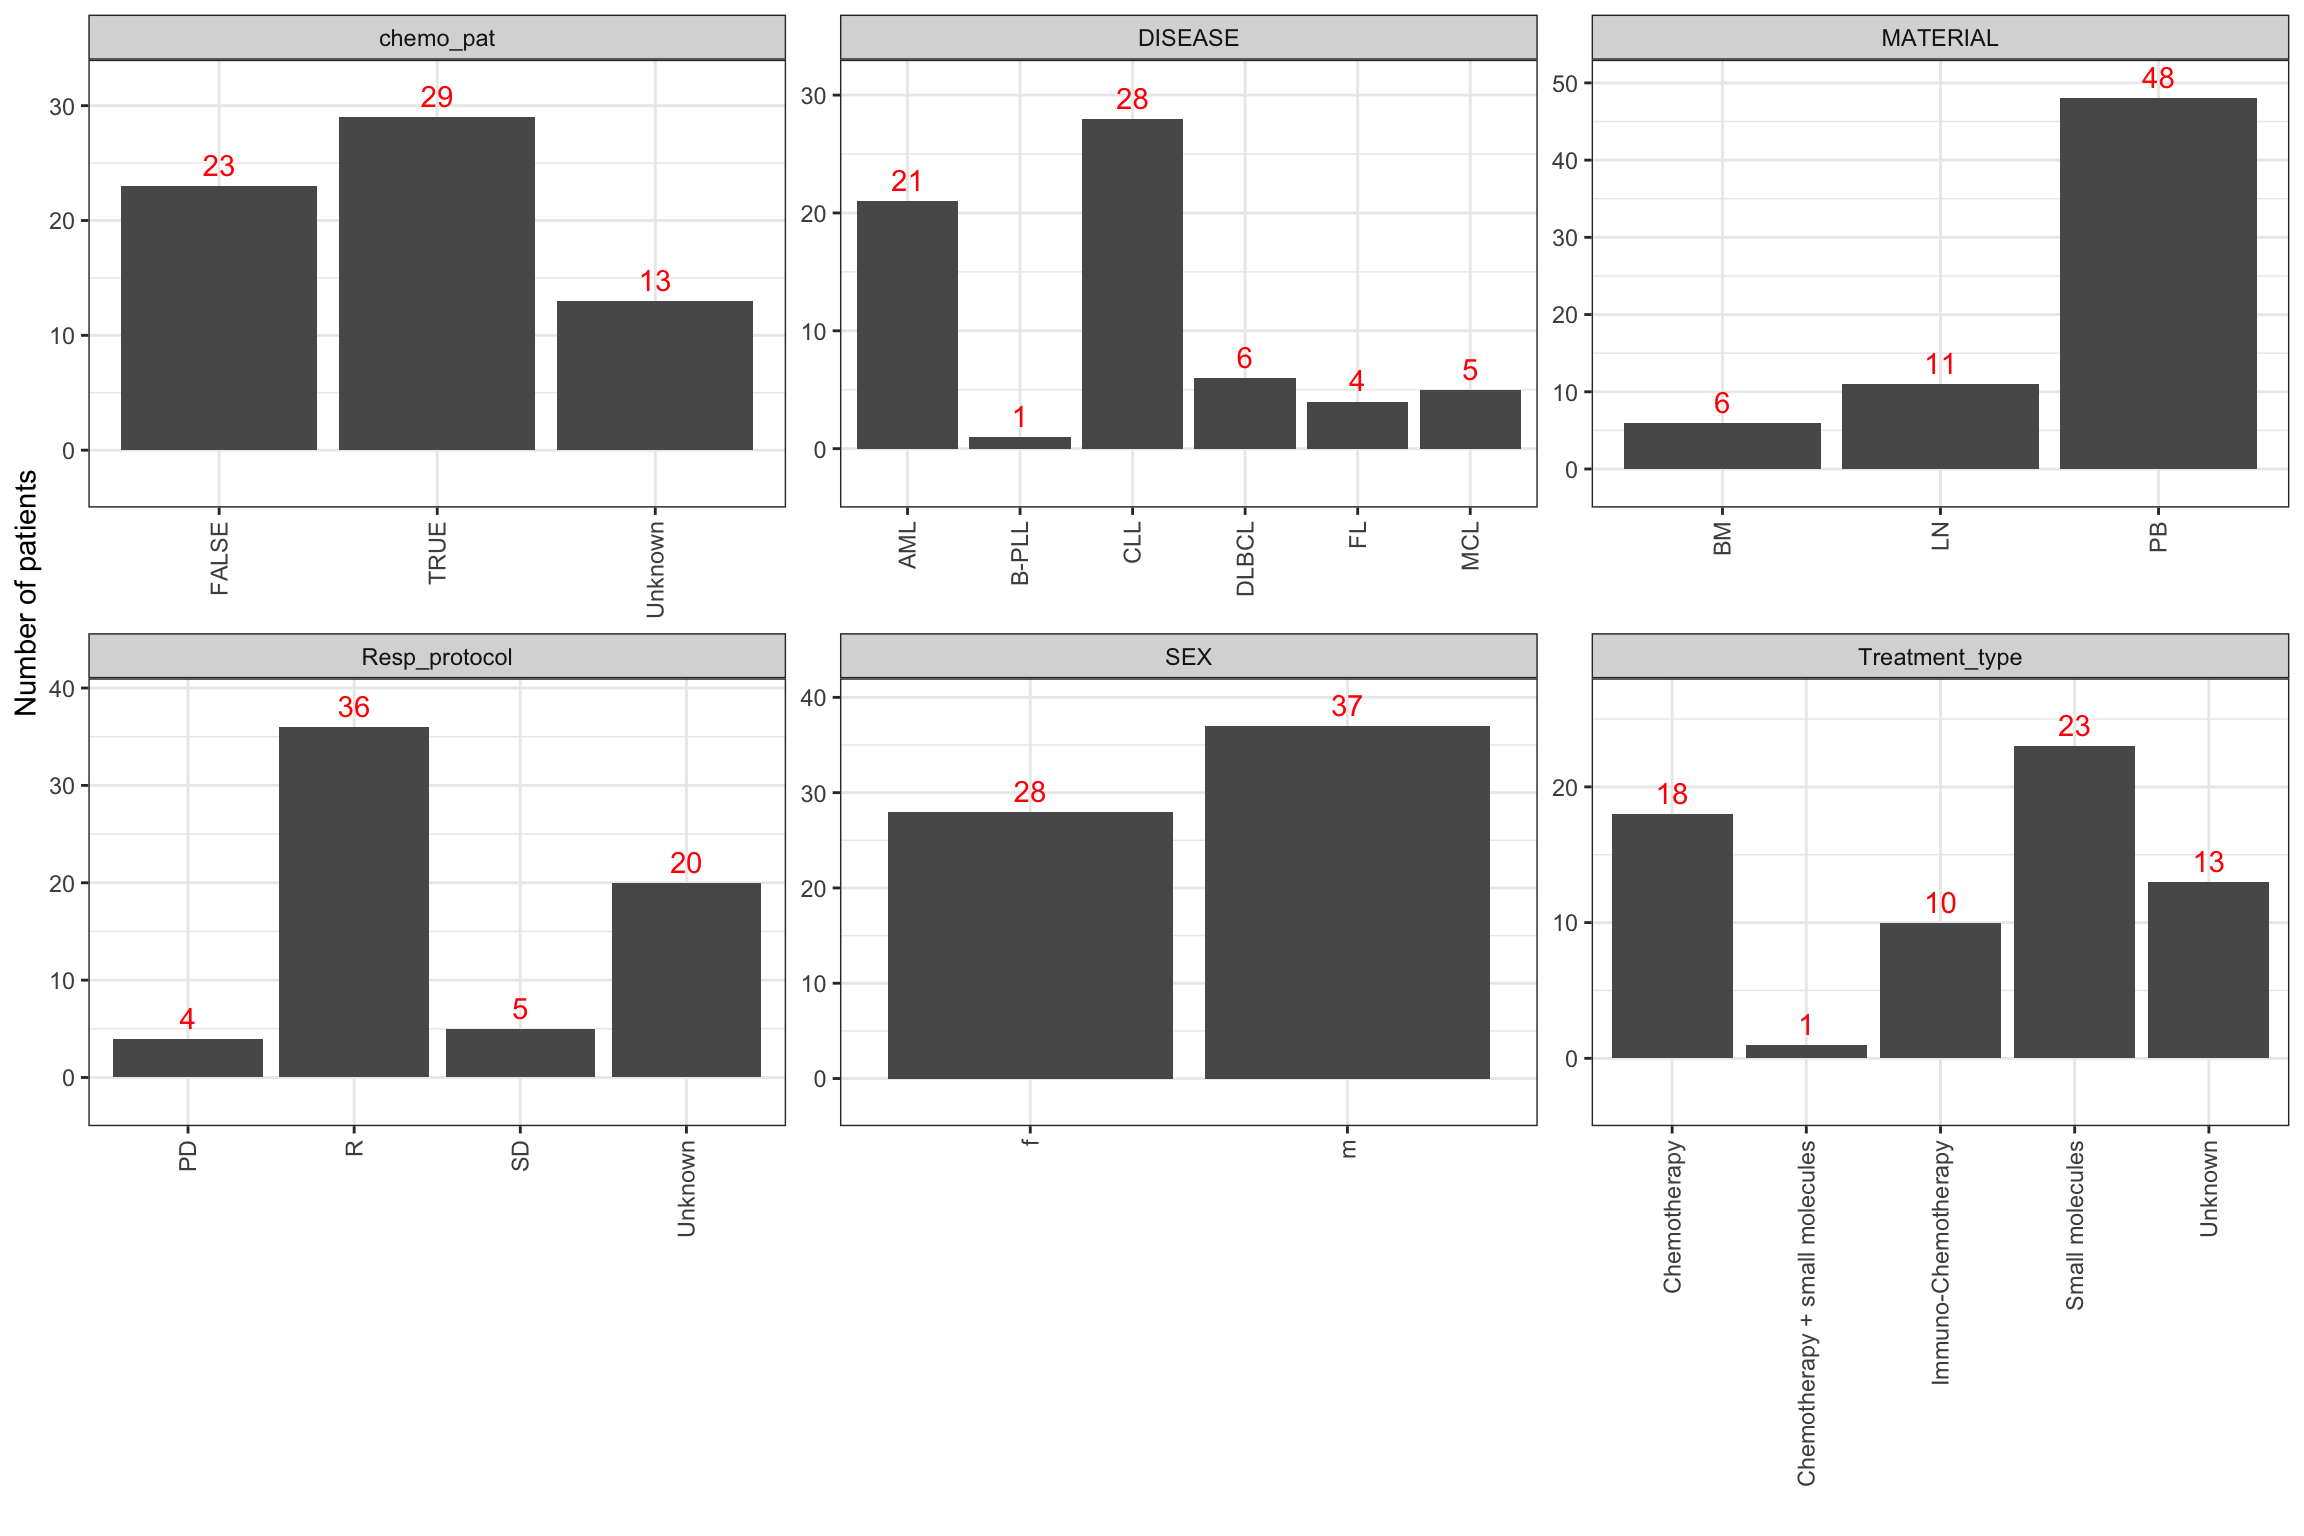 Number of patients
chemo_pat
30
20
10
0
23
29
13
FALSE
TRUE
Unknown
DISEASE
30
20
10
0
21
1
28
6
4
5
AML
B-PLL
CLL
DLBCL
FL
MCL
MATERIAL
50
40
30
20
10
0
6
11
48
BM
LN
PB
Resp_protocol
40
30
20
10
0
4
36
5
20
PD
R
SD
Unknown
SEX
40
30
20
10
0
28
37
f
m
Treatment_type
20
10
0
18
1
10
23
13
Chemotherapy
Chemotherapy + small molecules
Immuno-Chemotherapy
Small molecules
Unknown